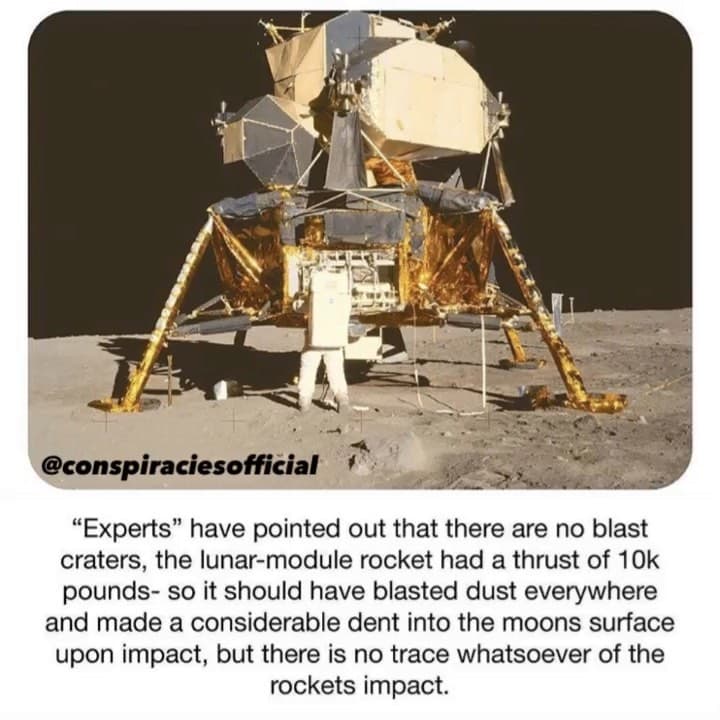 @conspiraciesofficial
“Experts” have pointed out that there are no blast
craters, the lunar-module rocket had a thrust of 10k
pounds- so it should have blasted dust everywhere
and made a considerable dent into the moons surface
upon impact, but there is no trace whatsoever of the
rockets impact.